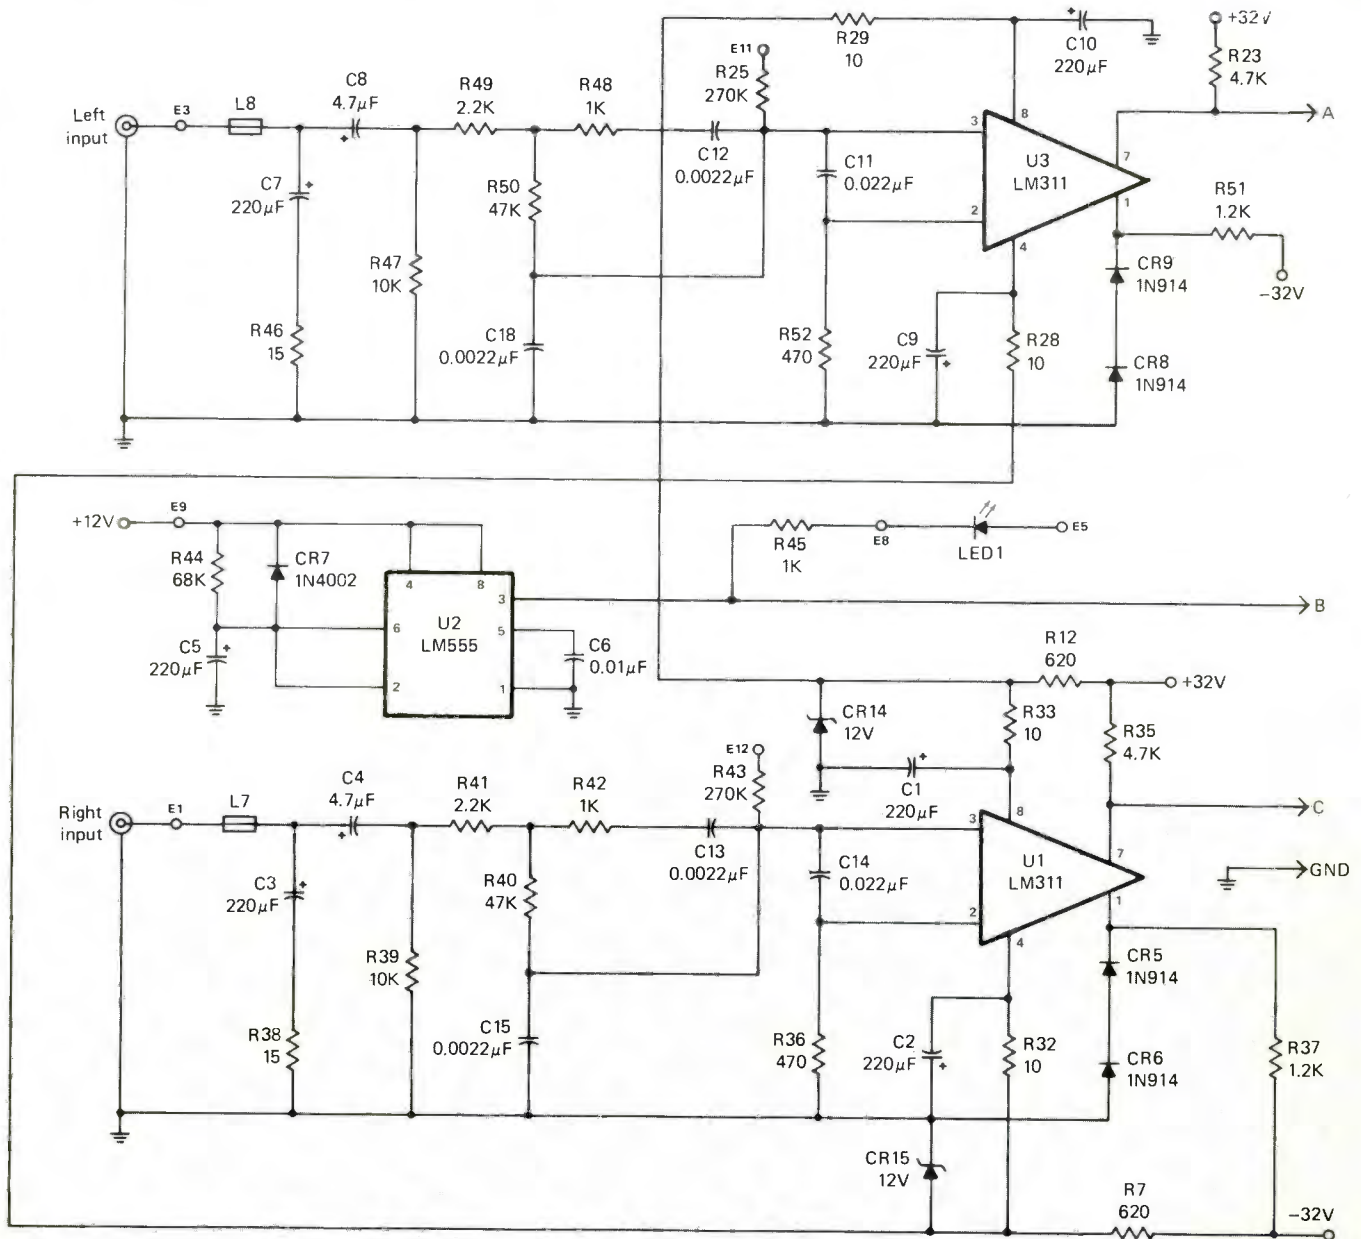 R29
10
C10
220µF
+32V
R23
4.7K
A
Left
input
E3
L8
C8
4.7µF
R49
2.2K
R48
1K
E11
R25
270K
C12
0.0022µF
C11
0.022µF
3
8
U3
LM311
2
4
7
1
R51
1.2K
-32V
C7
220µF
R50
47K
R47
10K
R46
15
C18
0.0022µF
R52
470
C9
220µF
R28
10
CR9
1N914
CR8
1N914
+12V
E9
R44
68K
CR7
1N4002
C5
220µF
4
8
3
U2
6
5
LM555
2
1
C6
0.01µF
R45
1K
E8
LED1
E5
B
R12
620
+32V
CR14
12V
R33
10
R35
4.7K
C1
220µF
C
Right
input
E1
L7
C4
4.7µF
R41
2.2K
R42
1K
E12
R43
270K
C13
0.0022µF
C14
0.022µF
3
8
U1
LM311
2
4
7
1
GND
C3
220µF
R40
47K
R39
10K
R38
15
C15
0.0022µF
R36
470
C2
220µF
R32
10
CR5
1N914
CR6
1N914
R37
1.2K
CR15
12V
R7
620
-32V